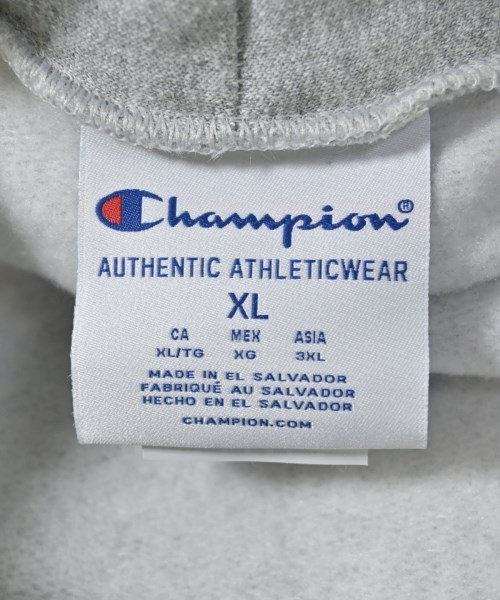 Champion®
AUTHENTIC ATHLETICWEAR
XL
CA MEX ASIA
XL/TG XG 3XL
MADE IN EL SALVADOR
FABRIQUÉ AU SALVADOR
HECHO EN EL SALVADOR
CHAMPION.COM